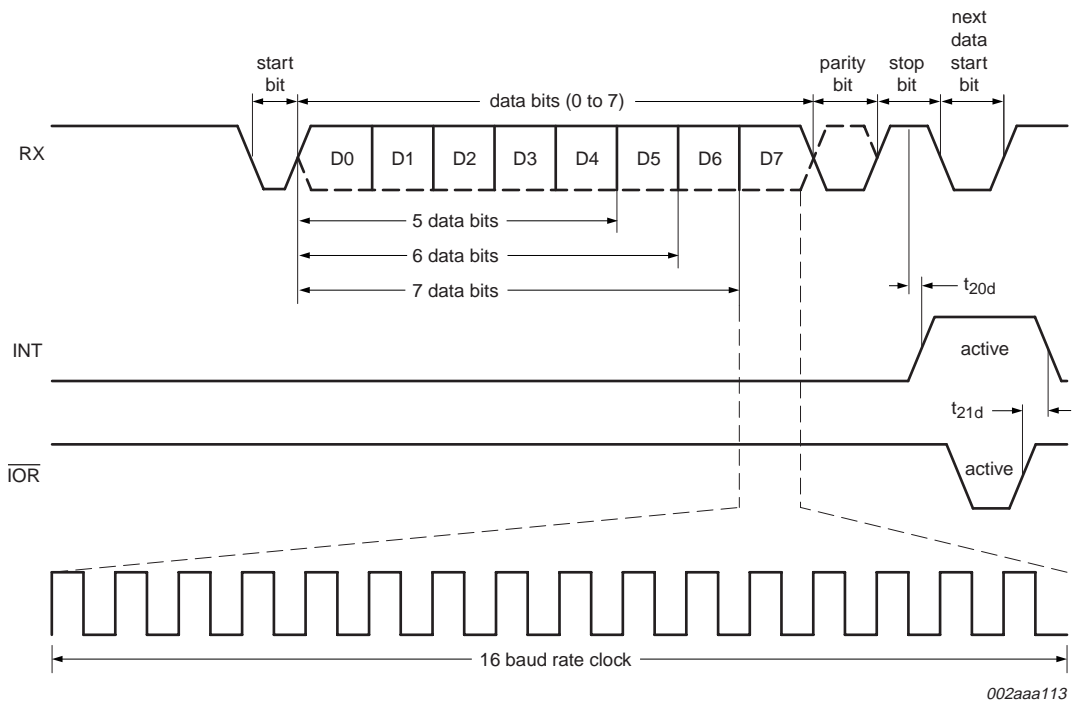 next
data
start
bit
start
bit
data bits (0 to 7)
parity
bit
stop
bit
RX
D0 D1 D2 D3 D4 D5 D6 D7
5 data bits
6 data bits
7 data bits
t20d
INT
active
t21d
IOR
active
16 baud rate clock
002aaa113